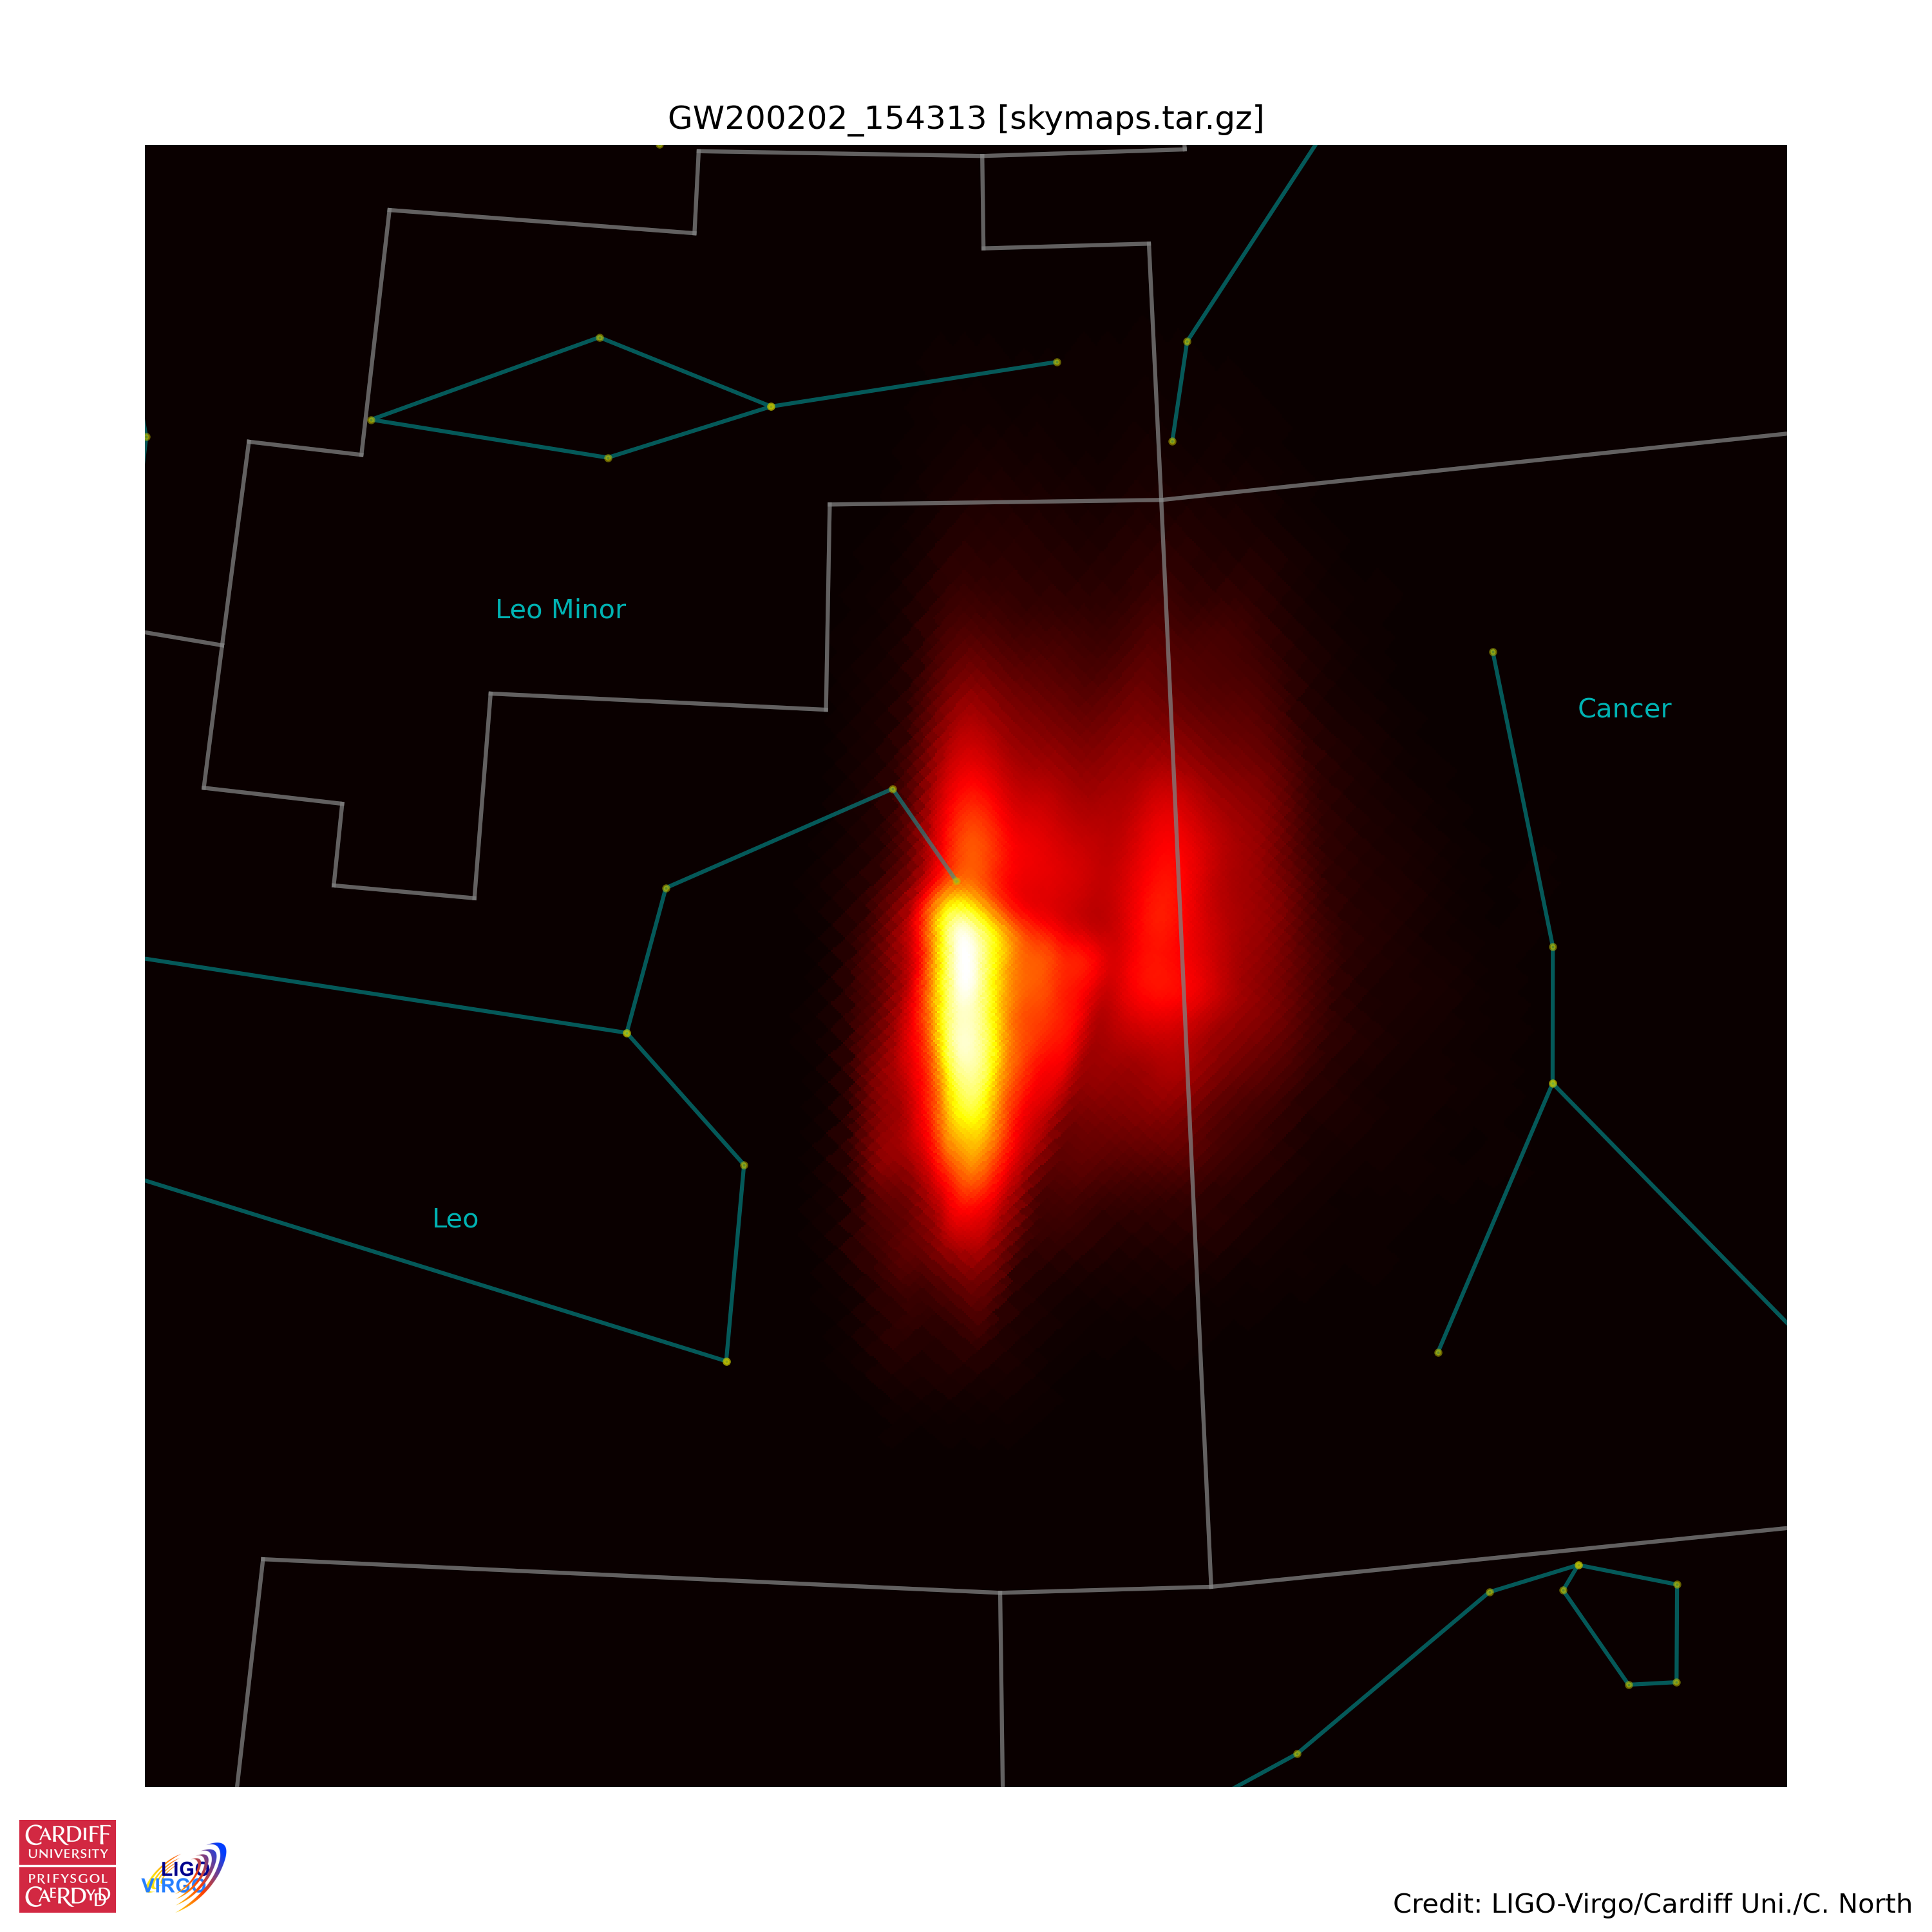 GW200202_154313 [skymaps.tar.gz]
Leo Minor
Cancer
Leo
CARDIFF
UNIVERSITY
PRIFYSGOL
CAERDYDD
LIGO
VIRGO
Credit: LIGO-Virgo/Cardiff Uni./C. North